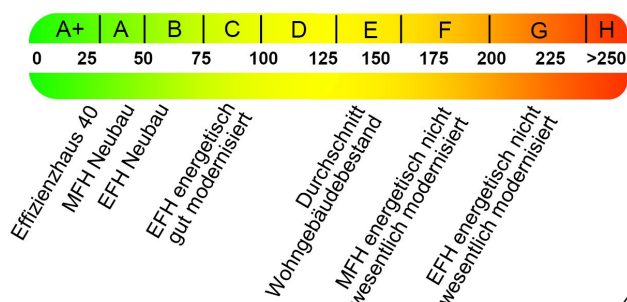 A+ A B C D E F G H
0 25 50 75 100 125 150 175 200 225 >250
Effizienzhaus 40
MFH Neubau
EFH Neubau
EFH energetisch
gut modernisiert
Durchschnitt
Wohngebäudebestand
MFH energetisch nicht
wesentlich modernisiert
EFH energetisch nicht
wesentlich modernisiert